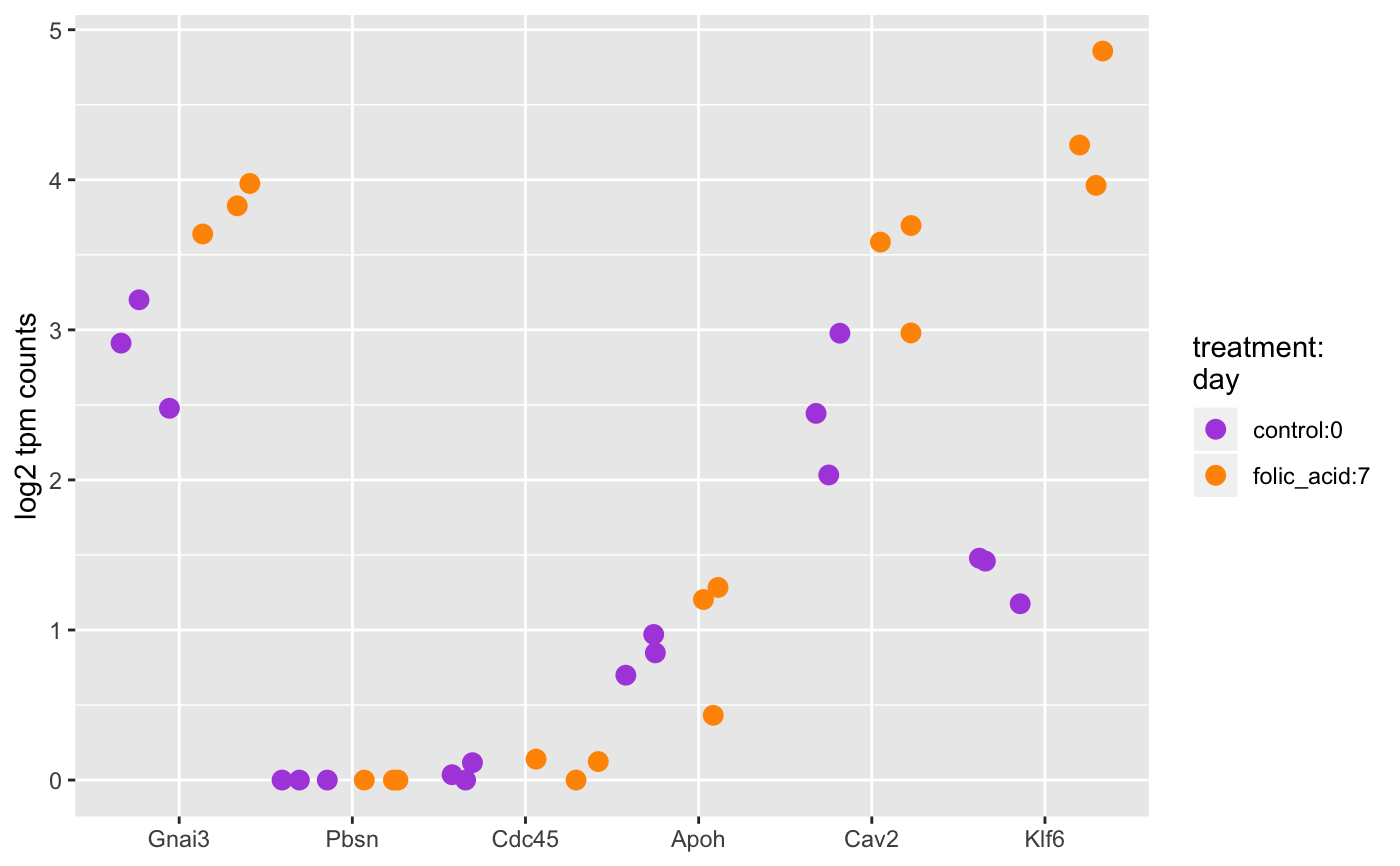 5
4
3
2
1
0
log2 tpm counts
Gnai3 Pbsn Cdc45 Apoh Cav2 Klf6
treatment:
day
control:0
folic_acid:7